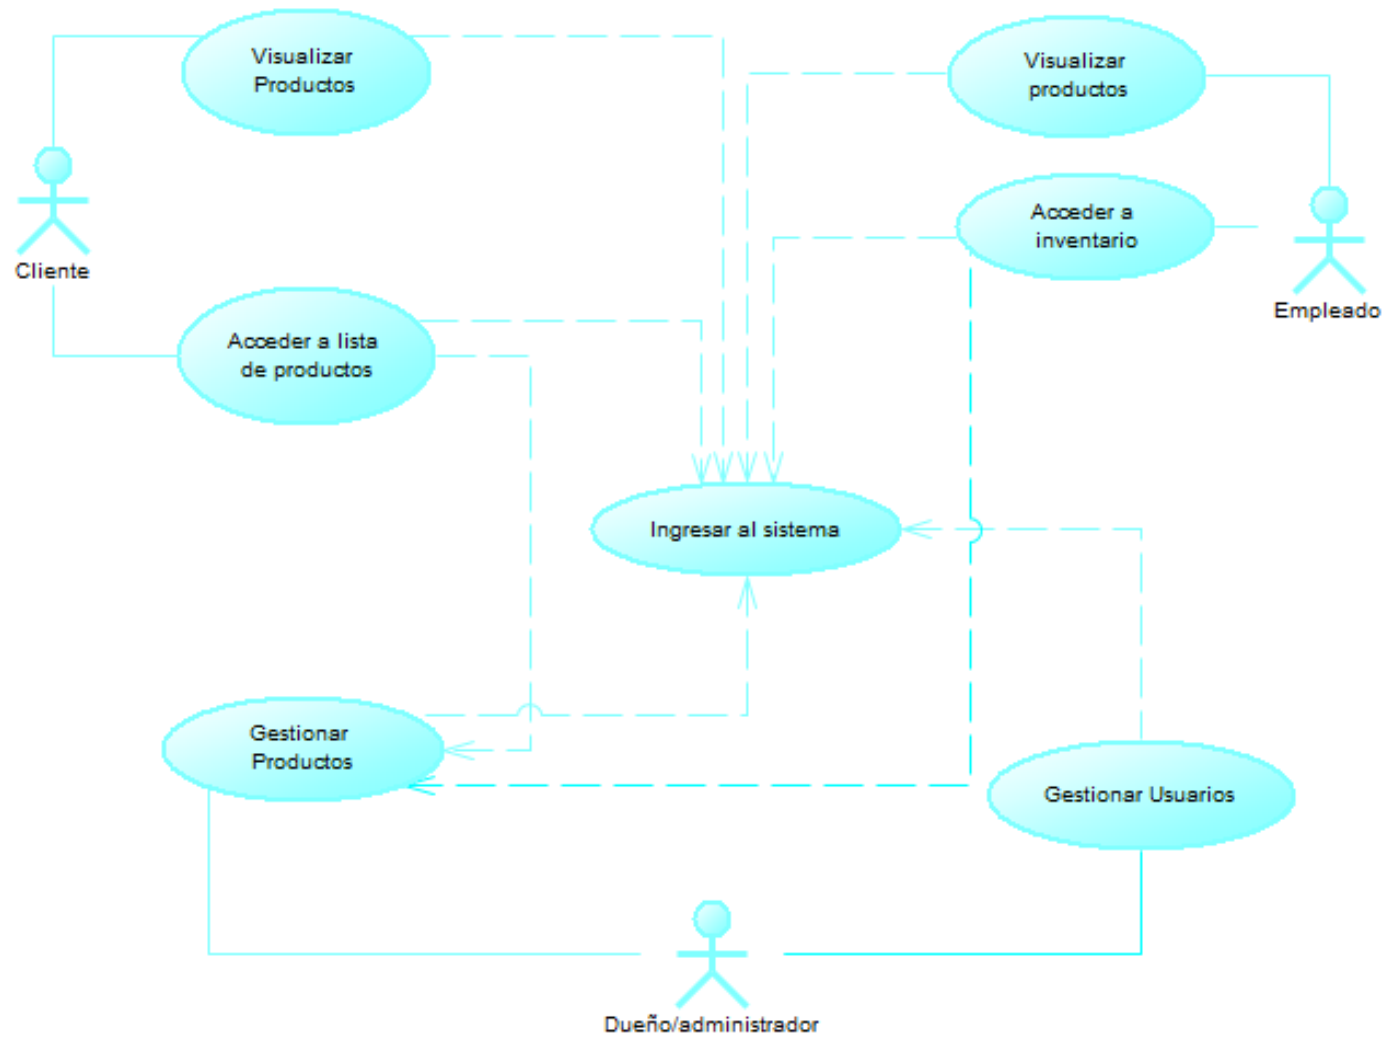 Visualizar
Productos
Visualizar
productos
Acceder a
inventario
Cliente
Empleado
Acceder a lista
de productos
Ingresar al sistema
Gestionar
Productos
Gestionar Usuarios
Dueño/administrador